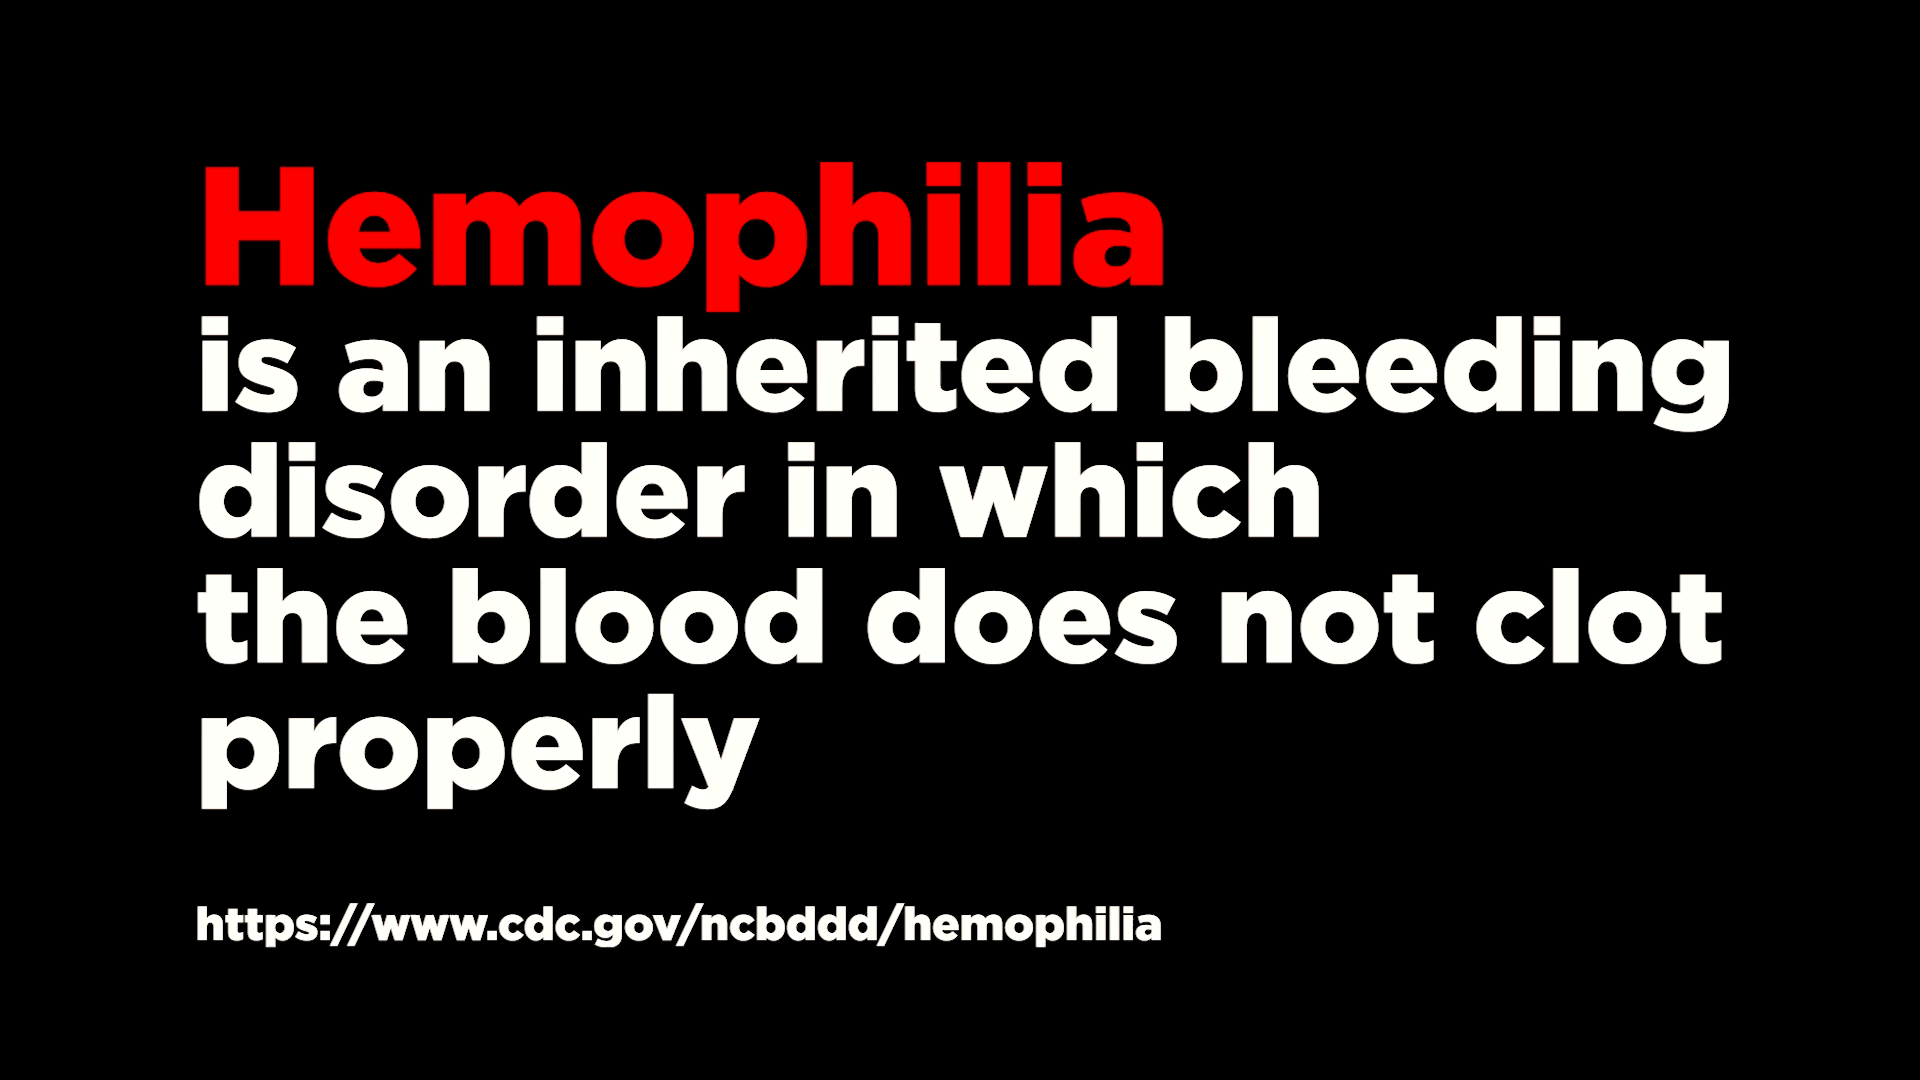 Hemophilia
is an inherited bleeding
disorder in which
the blood does not clot
properly
https://www.cdc.gov/ncbddd/hemophilia